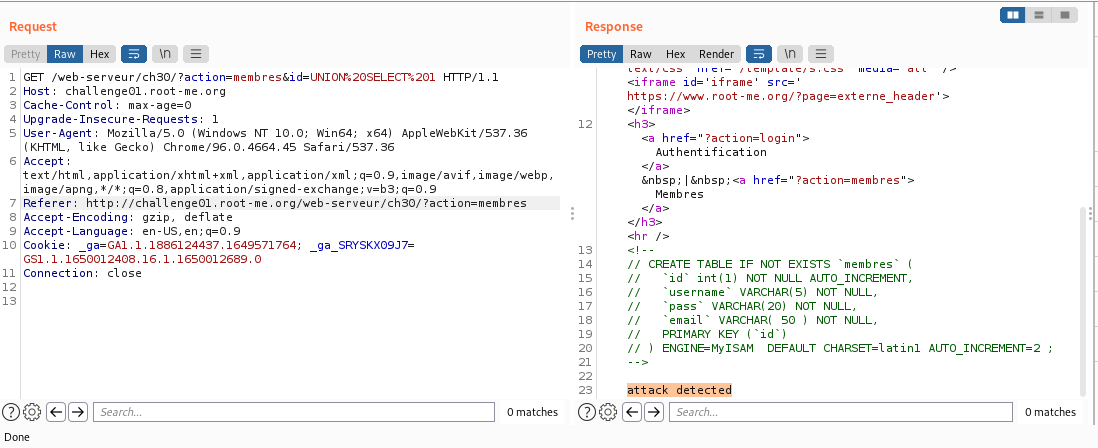 Request
Response
Pretty Raw Hex \n
Pretty Raw Hex Render \n
1 GET /web-serveur/ch30/?action=membres&id=UNION%20SELECT%201 HTTP/1.1
2 Host: challenge01.root-me.org
3 Cache-Control: max-age=0
4 Upgrade-Insecure-Requests: 1
5 User-Agent: Mozilla/5.0 (Windows NT 10.0; Win64; x64) AppleWebKit/537.36
(KHTML, like Gecko) Chrome/96.0.4664.45 Safari/537.36
6 Accept:
text/html,application/xhtml+xml,application/xml;q=0.9,image/avif,image/webp,
image/apng,*/*;q=0.8,application/signed-exchange;v=b3;q=0.9
7 Referer: http://challenge01.root-me.org/web-serveur/ch30/?action=membres
8 Accept-Encoding: gzip, deflate
9 Accept-Language: en-US,en;q=0.9
10 Cookie: _ga=GA1.1.1886124437.1649571764; _ga_SRYSKX09J7=
GS1.1.1650012408.16.1.1650012689.0
11 Connection: close
12
13
text/css" href="/template/s.css" media="all" />
<iframe id='iframe' src='
https://www.root-me.org/?page=externe_header'>
</iframe>
12 <h3>
<a href="?action=login">
Authentification
</a>
&nbsp;|&nbsp;<a href="?action=membres">
Membres
</a>
</h3>
<hr />
13 <!--
14 // CREATE TABLE IF NOT EXISTS `membres` (
15 // `id` int(1) NOT NULL AUTO_INCREMENT,
16 // `username` VARCHAR(5) NOT NULL,
17 // `pass` VARCHAR(20) NOT NULL,
18 // `email` VARCHAR( 50 ) NOT NULL,
19 // PRIMARY KEY (`id`)
20 // ) ENGINE=MyISAM DEFAULT CHARSET=latin1 AUTO_INCREMENT=2 ;
21 -->
22
23 attack detected
? Search... 0 matches
? Search... 0 matches
Done